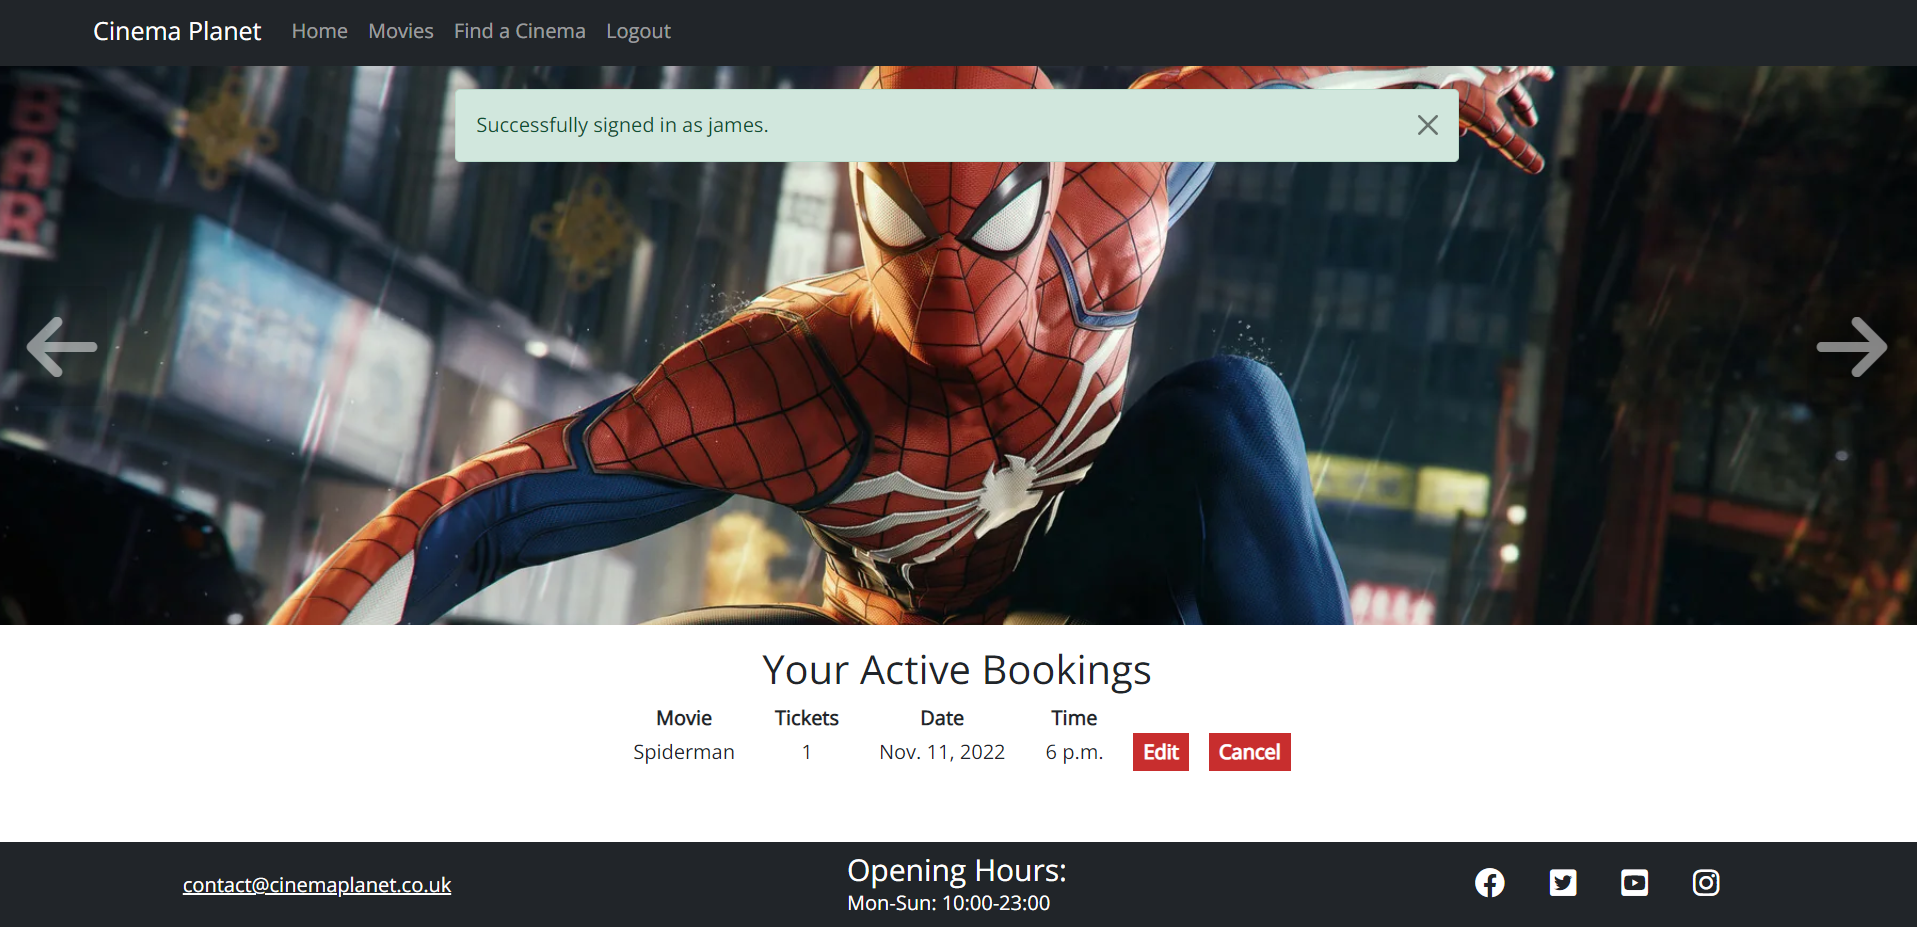 Cinema Planet Home Movies Find a Cinema Logout
BAR
Successfully signed in as james.
Your Active Bookings
Movie Tickets Date Time
Spiderman 1 Nov. 11, 2022 6 p.m. Edit Cancel
contact@cinemaplanet.co.uk
Opening Hours:
Mon-Sun: 10:00-23:00